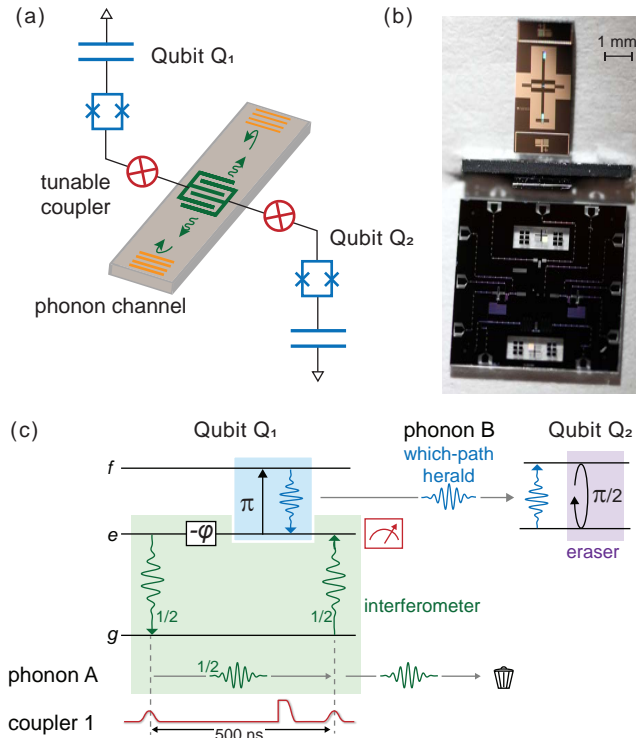 (a)
Qubit Q₁
tunable
coupler
Qubit Q₂
phonon channel
(b)
1 mm
(c)
Qubit Q₁
phonon B
Qubit Q₂
which-path
herald
f
π
π/2
e
-φ
eraser
1/2
1/2
interferometer
g
phonon A
1/2
coupler 1
500 ns